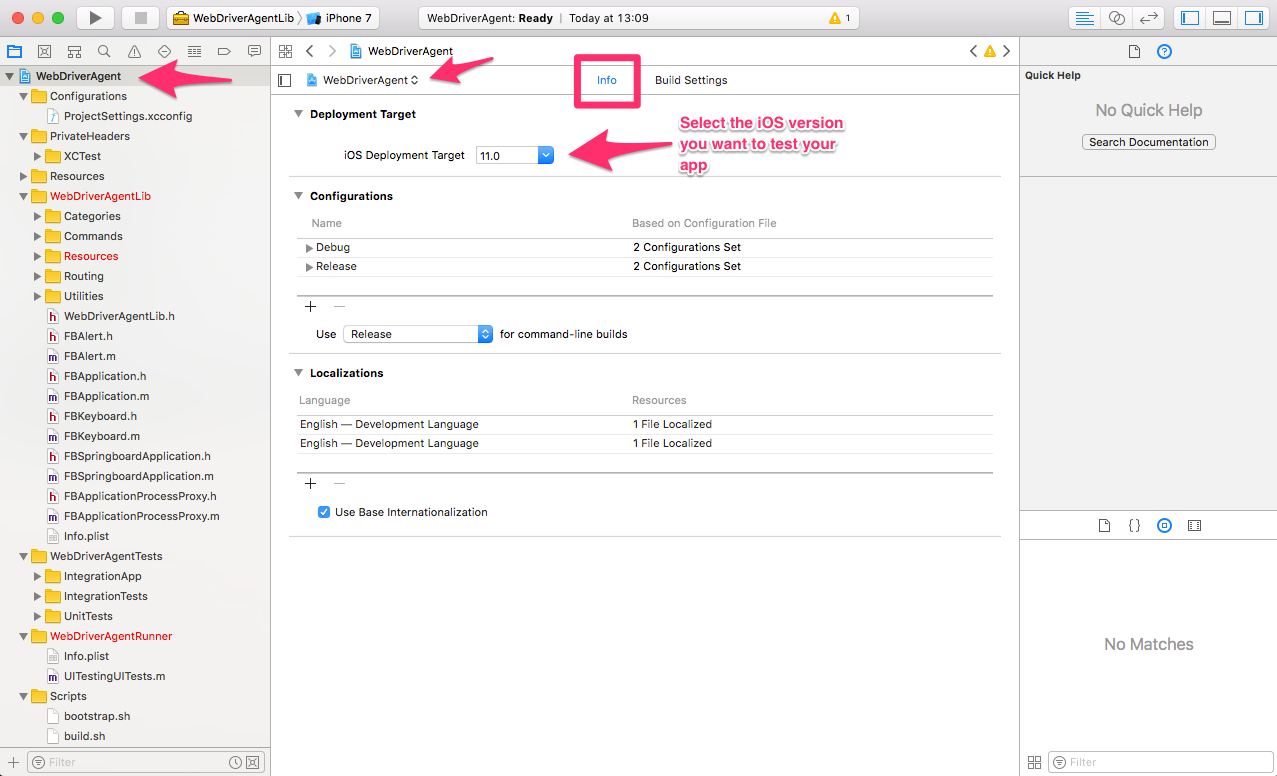 WebDriverAgentLib iPhone 7
WebDriverAgent: Ready | Today at 13:09
1
WebDriverAgent
Configurations
ProjectSettings.xcconfig
PrivateHeaders
XCTest
Resources
WebDriverAgentLib
Categories
Commands
Resources
Routing
Utilities
WebDriverAgentLib.h
FBAlert.h
FBAlert.m
FBApplication.h
FBApplication.m
FBKeyboard.h
FBKeyboard.m
FBSpringboardApplication.h
FBSpringboardApplication.m
FBApplicationProcessProxy.h
FBApplicationProcessProxy.m
Info.plist
WebDriverAgentTests
IntegrationApp
IntegrationTests
UnitTests
WebDriverAgentRunner
Info.plist
UITestingUITests.m
Scripts
bootstrap.sh
build.sh
Filter
WebDriverAgent
WebDriverAgent
Info
Build Settings
Deployment Target
iOS Deployment Target 11.0
Select the iOS version
you want to test your
app
Configurations
Name Based on Configuration File
Debug 2 Configurations Set
Release 2 Configurations Set
Use Release for command-line builds
Localizations
Language Resources
English — Development Language 1 File Localized
English — Development Language 1 File Localized
Use Base Internationalization
Quick Help
No Quick Help
Search Documentation
{}
No Matches
Filter